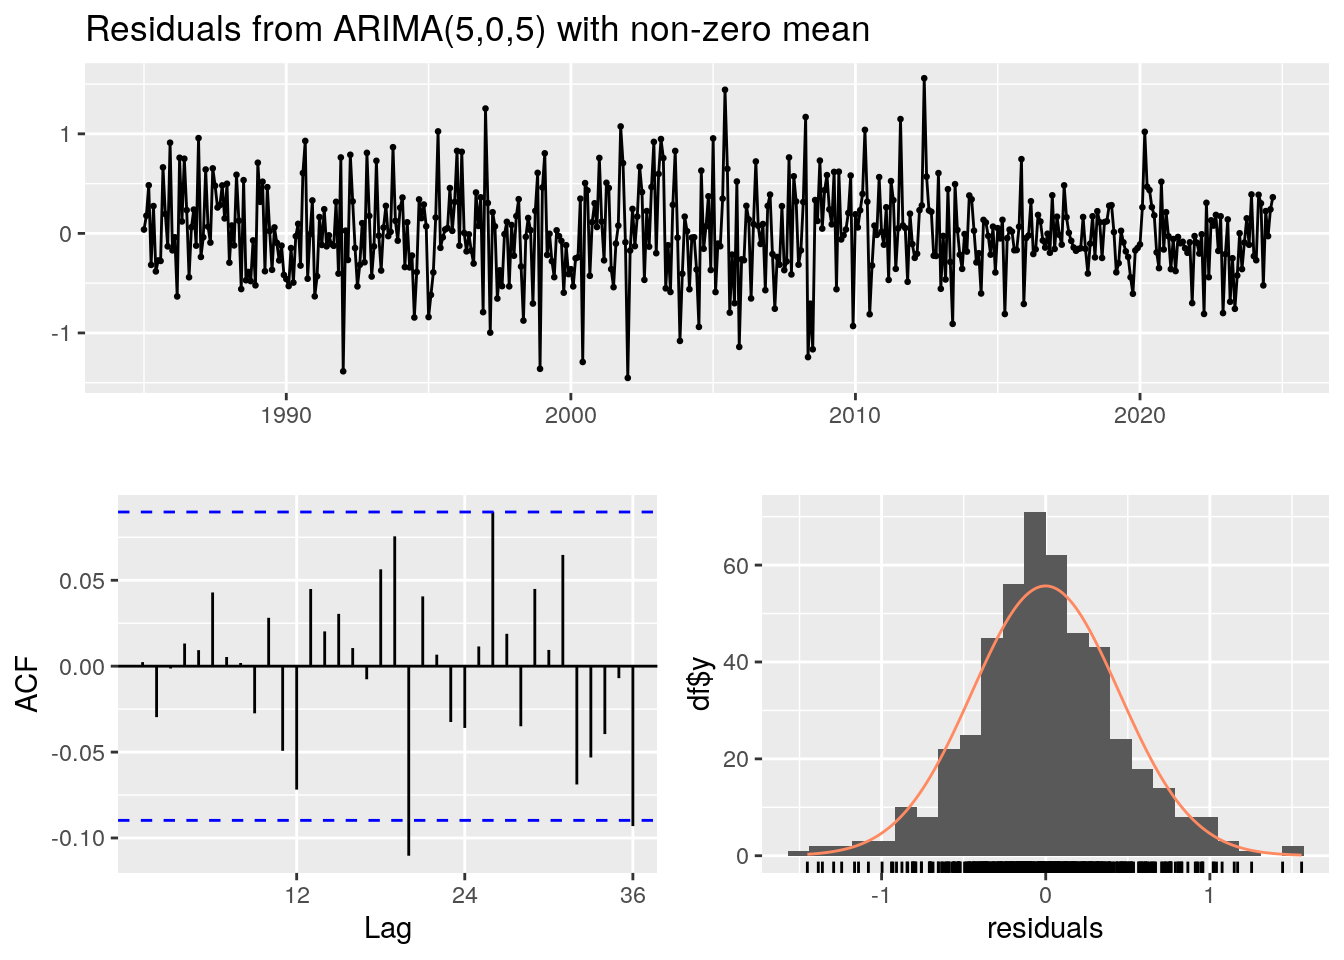 Residuals from ARIMA(5,0,5) with non-zero mean
1
0
-1
1990 2000 2010 2020
ACF
0.05
0.00
-0.05
-0.10
12 24 36
Lag
df$y
60
40
20
0
-1 0 1
residuals